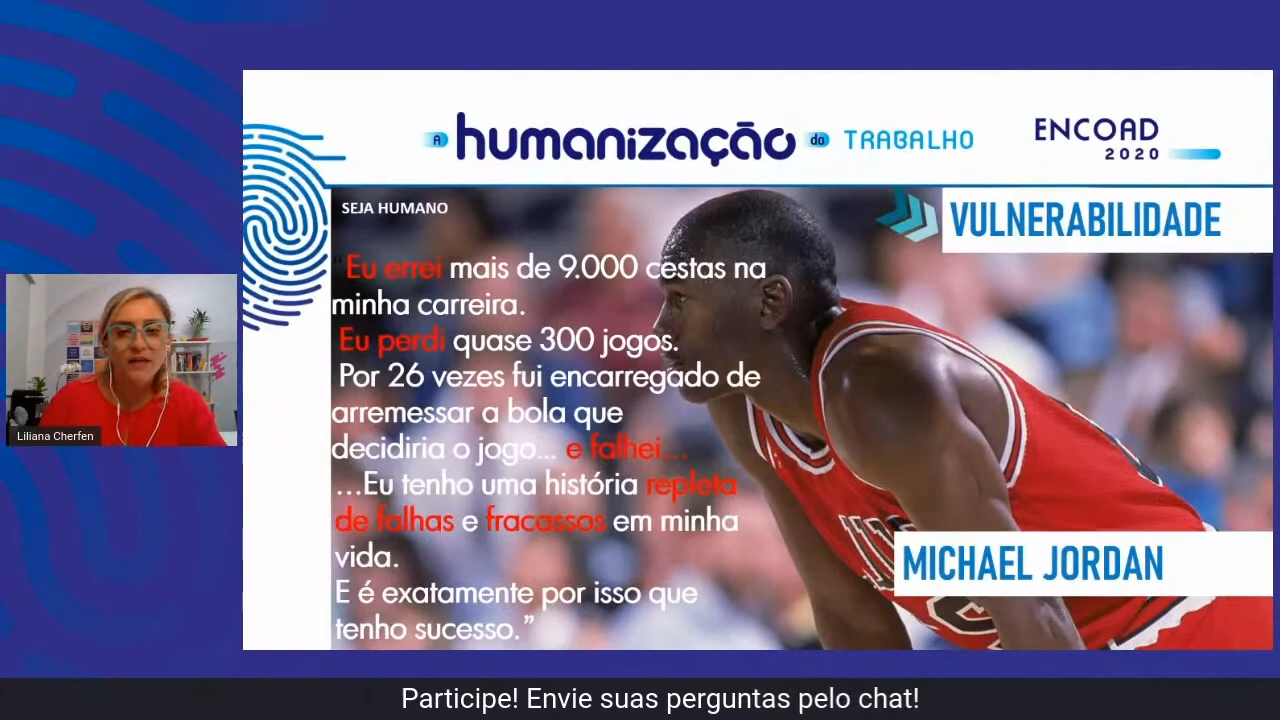 A humanização do TRABALHO
ENCOAD
2020
SEJA HUMANO
VULNERABILIDADE
"Eu errei mais de 9.000 cestas na
minha carreira.
Eu perdi quase 300 jogos.
Por 26 vezes fui encarregado de
arremessar a bola que
decidiria o jogo... e falhei...
...Eu tenho uma história repleta
de falhas e fracassos em minha
vida.
E é exatamente por isso que
tenho sucesso.”
MICHAEL JORDAN
Liliana Cherfen
Participe! Envie suas perguntas pelo chat!